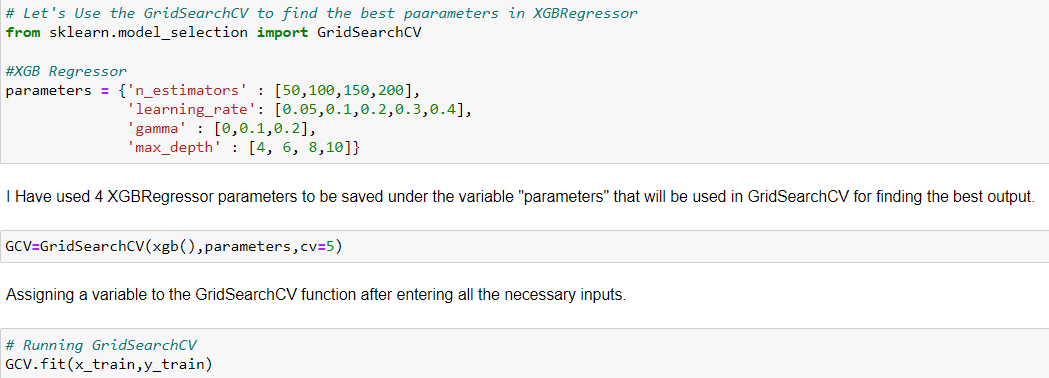 # Let's Use the GridSearchCV to find the best paarameters in XGBRegressor
from sklearn.model_selection import GridSearchCV
#XGB Regressor
parameters = {'n_estimators' : [50,100,150,200],
'learning_rate': [0.05,0.1,0.2,0.3,0.4],
'gamma' : [0,0.1,0.2],
'max_depth' : [4, 6, 8,10]}
I Have used 4 XGBRegressor parameters to be saved under the variable "parameters" that will be used in GridSearchCV for finding the best output.
GCV=GridSearchCV(xgb(),parameters,cv=5)
Assigning a variable to the GridSearchCV function after entering all the necessary inputs.
# Running GridSearchCV
GCV.fit(x_train,y_train)